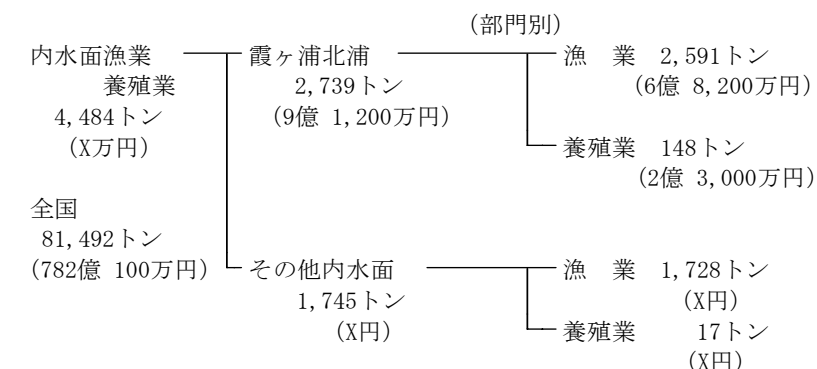 (部門別)
内水面漁業 霞ヶ浦北浦 漁 業 2,591トン
養殖業 2,739トン (6億 8,200万円)
4,484トン (9億 1,200万円)
(X万円) 養殖業 148トン
(2億 3,000万円)
全国
81,492トン
(782億 100万円) その他内水面 漁 業 1,728トン
1,745トン (X円)
(X円) 養殖業 17トン
(X円)